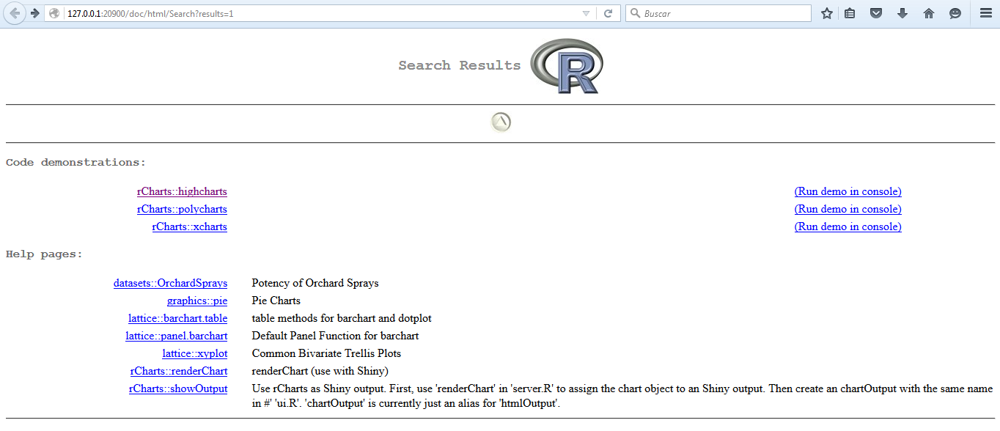 127.0.0.1:20900/doc/html/Search?results=1
Buscar
Search Results
R
Code demonstrations:
rCharts::highcharts (Run demo in console)
rCharts::polycharts (Run demo in console)
rCharts::xcharts (Run demo in console)
Help pages:
datasets::OrchardSprays Potency of Orchard Sprays
graphics::pie Pie Charts
lattice::barchart.table table methods for barchart and dotplot
lattice::panel.barchart Default Panel Function for barchart
lattice::xyplot Common Bivariate Trellis Plots
rCharts::renderChart renderChart (use with Shiny)
rCharts::showOutput Use rCharts as Shiny output. First, use 'renderChart' in 'server.R' to assign the chart object to an Shiny output. Then create an chartOutput with the same name
in #' 'ui.R'. 'chartOutput' is currently just an alias for 'htmlOutput'.